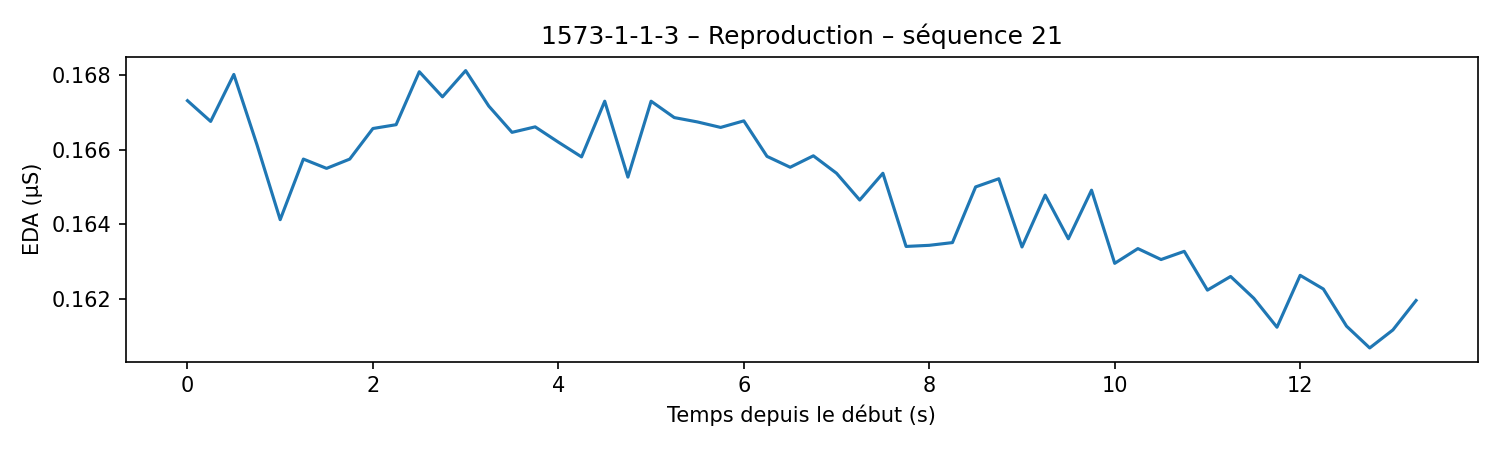 1573-1-1-3 – Reproduction – séquence 21
EDA (µS)
0.168
0.166
0.164
0.162
0 2 4 6 8 10 12
Temps depuis le début (s)